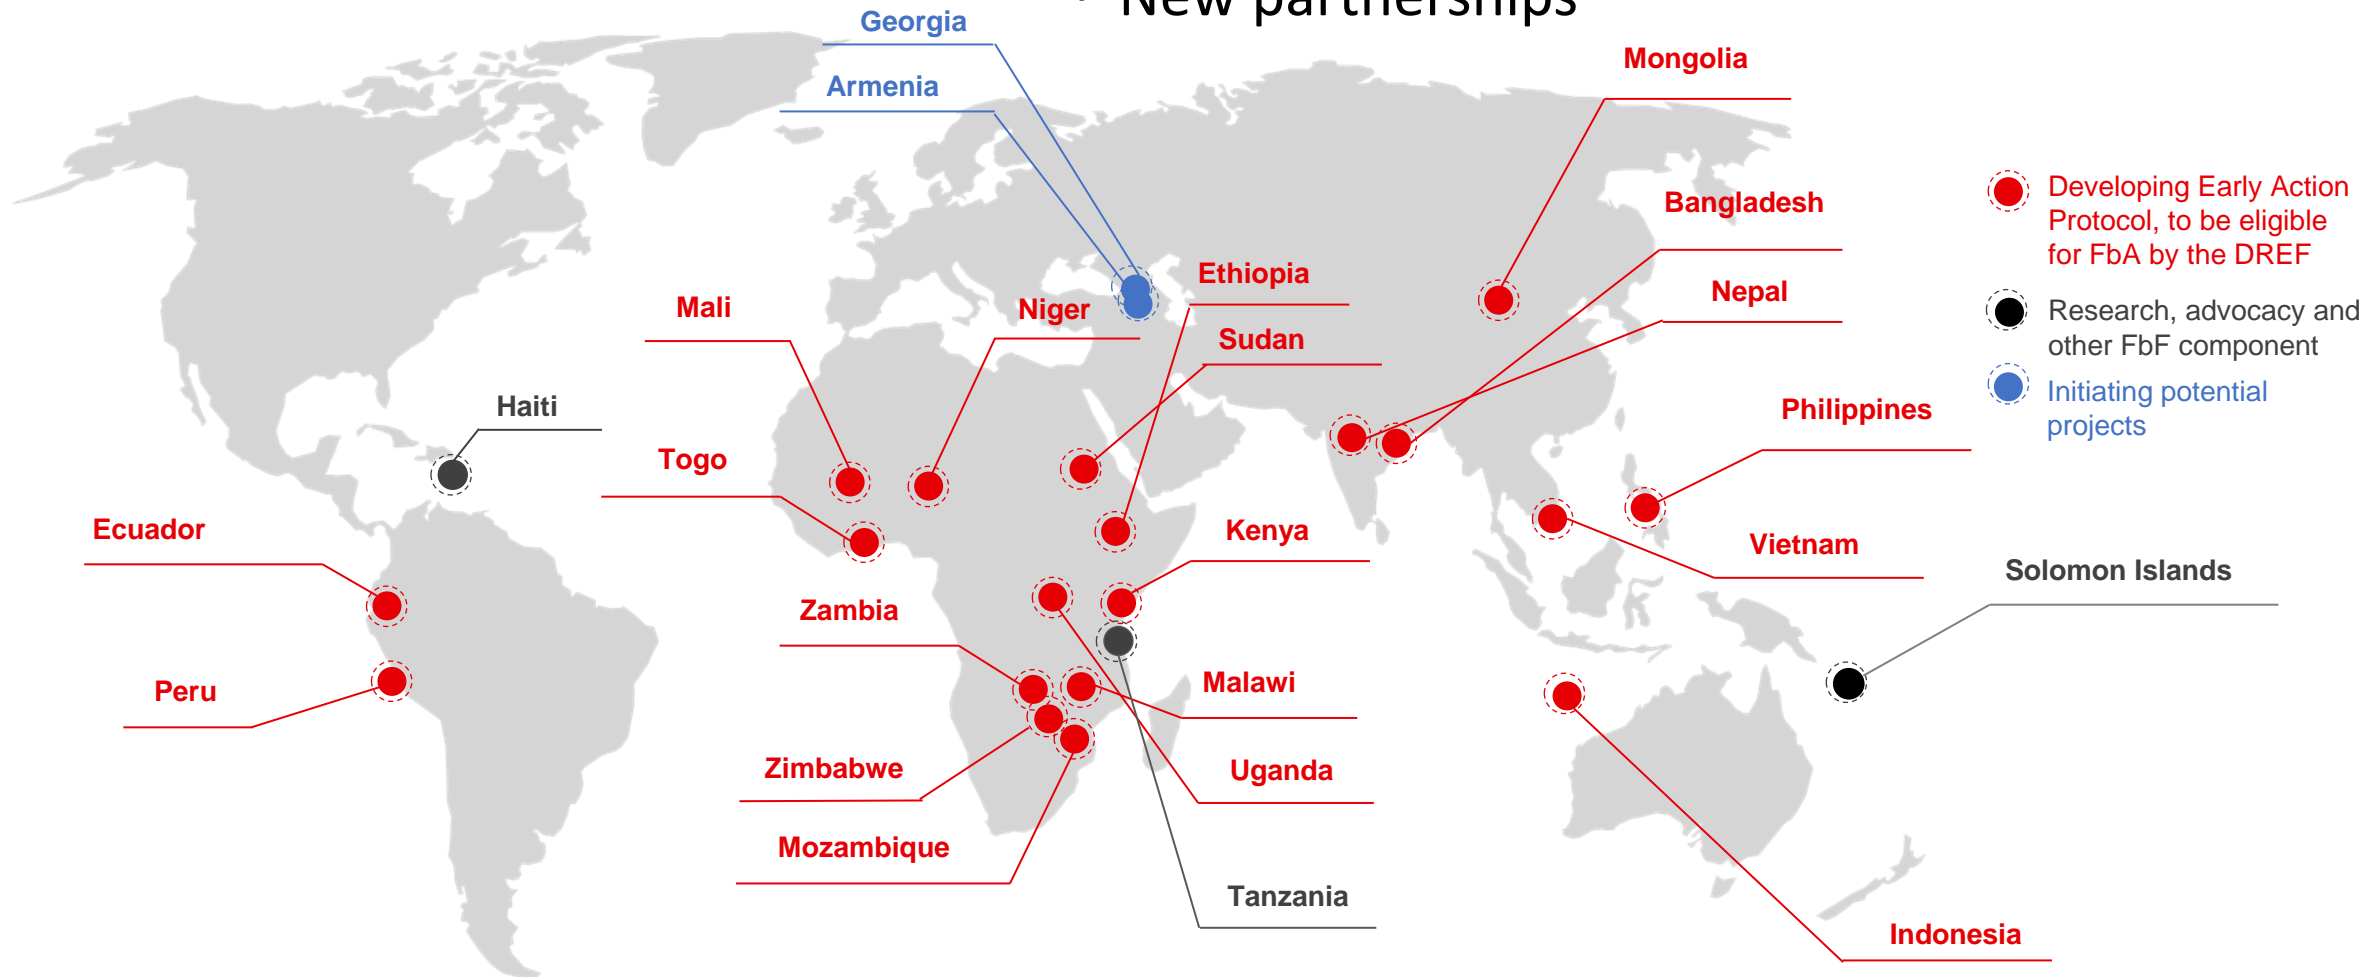 • New partnerships
Georgia
Mongolia
Armenia
Developing Early Action
Protocol, to be eligible
for FbA by the DREF
Bangladesh
Ethiopia
Nepal
Mali
Niger
Sudan
Research, advocacy and
other FbF component
Initiating potential
projects
Haiti
Philippines
Togo
Ecuador
Kenya
Vietnam
Solomon Islands
Zambia
Peru
Malawi
Zimbabwe
Uganda
Mozambique
Tanzania
Indonesia